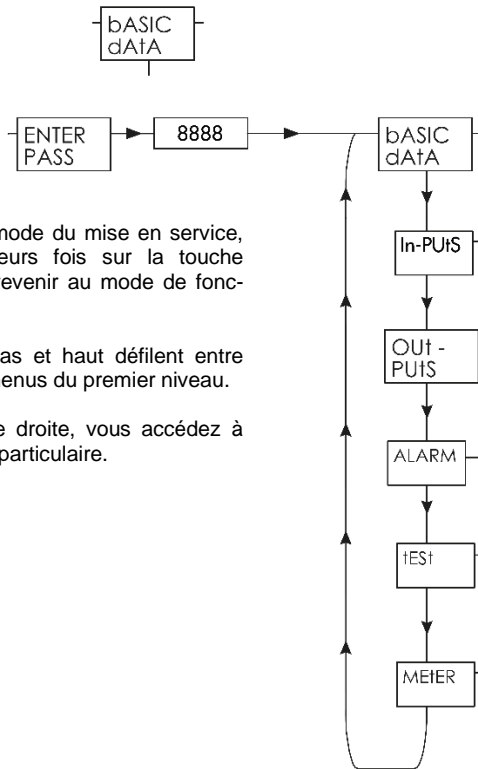 bASIC
dAtA
ENTER
PASS
8888
bASIC
dAtA
mode du mise en service,
eurs fois sur la touche
evenir au mode de fonc-
as et haut défilent entre
enus du premier niveau.
e droite, vous accédez à
particulaire.
In-PUtS
OUt -
PUtS
ALARM
tESt
MEtER